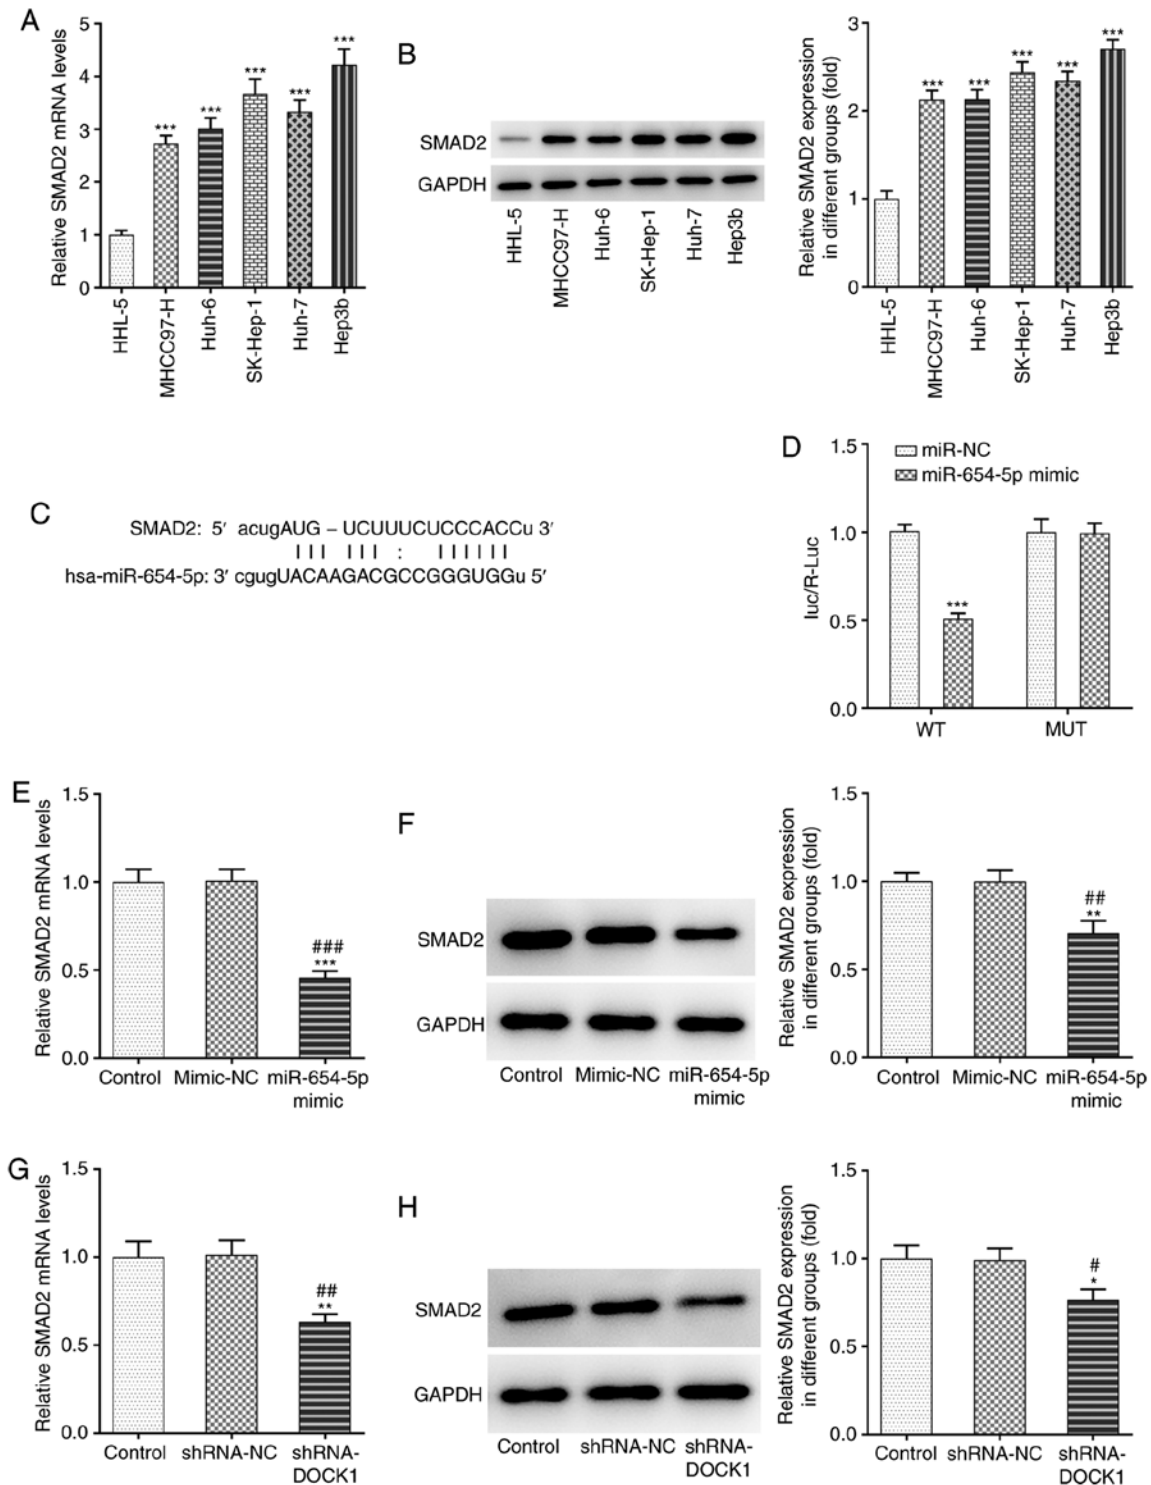 A
Relative SMAD2 mRNA levels
5
4
3
2
1
0
***
***
***
***
***
HHL-5
MHCC97-H
Huh-6
SK-Hep-1
Huh-7
Hep3b
B
SMAD2
GAPDH
HHL-5
MHCC97-H
Huh-6
SK-Hep-1
Huh-7
Hep3b
Relative SMAD2 expression
in different groups (fold)
3
2
1
0
***
***
***
***
***
HHL-5
MHCC97-H
Huh-6
SK-Hep-1
Huh-7
Hep3b
C
SMAD2: 5′ acugAUG – UCUUUCUCCCACCu 3′
||| ||| : ||||||
hsa-miR-654-5p: 3′ cgugUACAAGACGCCGGGUGGu 5′
D
luc/R-Luc
1.5
1.0
0.5
0.0
miR-NC
miR-654-5p mimic
***
WT
MUT
E
Relative SMAD2 mRNA levels
1.5
1.0
0.5
0.0
###
***
Control
Mimic-NC
miR-654-5p
mimic
F
SMAD2
GAPDH
Control
Mimic-NC
miR-654-5p
mimic
Relative SMAD2 expression
in different groups (fold)
1.5
1.0
0.5
0
##
**
Control
Mimic-NC
miR-654-5p
mimic
G
Relative SMAD2 mRNA levels
1.5
1.0
0.5
0.0
##
**
Control
shRNA-NC
shRNA-
DOCK1
H
SMAD2
GAPDH
Control
shRNA-NC
shRNA-
DOCK1
Relative SMAD2 expression
in different groups (fold)
1.5
1.0
0.5
0.0
#
*
Control
shRNA-NC
shRNA-
DOCK1